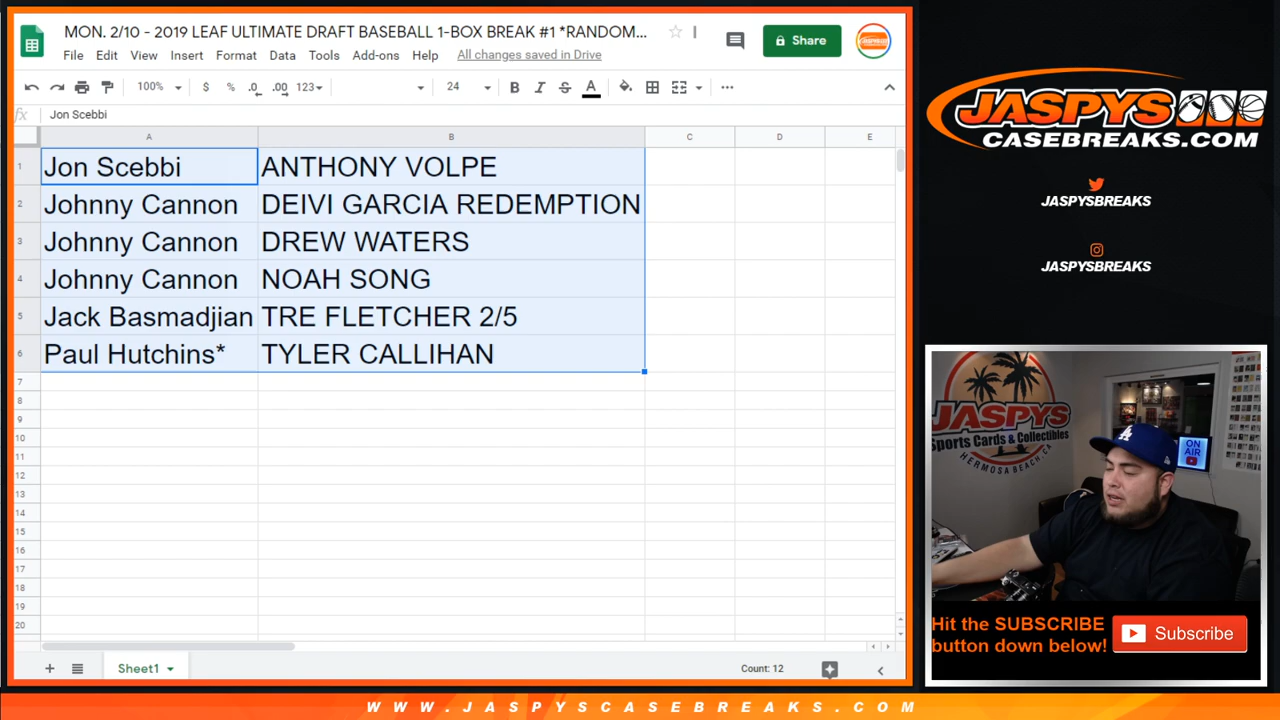 MON. 2/10 - 2019 LEAF ULTIMATE DRAFT BASEBALL 1-BOX BREAK #1 *RANDOM...
Share
File Edit View Insert Format Data Tools Add-ons Help All changes saved in Drive
100% $ % .0 .00 123 24 B I S A
fx Jon Scebbi
A B C D E
1 Jon Scebbi ANTHONY VOLPE
2 Johnny Cannon DEIVI GARCIA REDEMPTION
3 Johnny Cannon DREW WATERS
4 Johnny Cannon NOAH SONG
5 Jack Basmadjian TRE FLETCHER 2/5
6 Paul Hutchins* TYLER CALLIHAN
7
8
9
10
11
12
13
14
15
16
17
18
19
20
Sheet1
Count: 12
JASPYS
CASEBREAKS.COM
JASPYSBREAKS
JASPYSBREAKS
JASPYS
Sports Cards & Collectibles
HERMOSA BEACH, CA
LA
ON
AIR
Hit the SUBSCRIBE
button down below!
Subscribe
WWW.JASPYSCASEBREAKS.COM